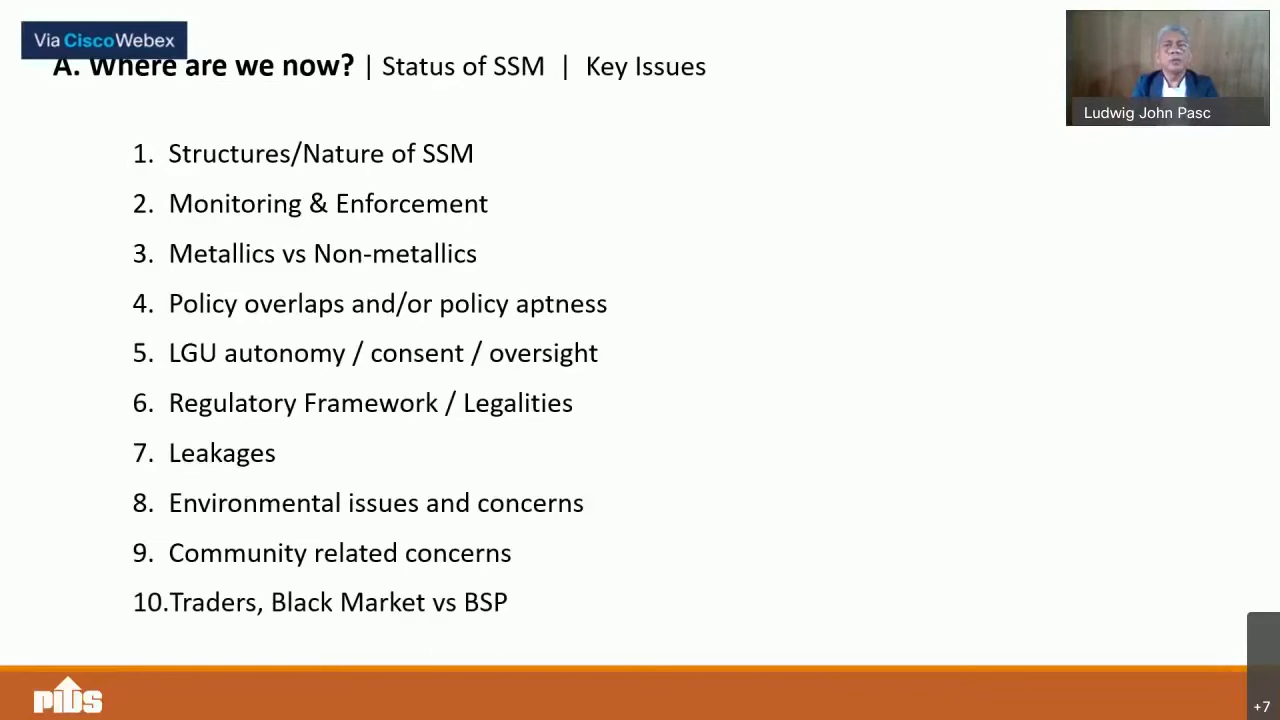 Via Cisco Webex
A. Where are we now? | Status of SSM | Key Issues
Ludwig John Pasc
1. Structures/Nature of SSM
2. Monitoring & Enforcement
3. Metallics vs Non-metallics
4. Policy overlaps and/or policy aptness
5. LGU autonomy / consent / oversight
6. Regulatory Framework / Legalities
7. Leakages
8. Environmental issues and concerns
9. Community related concerns
10.Traders, Black Market vs BSP
PIDS
+7